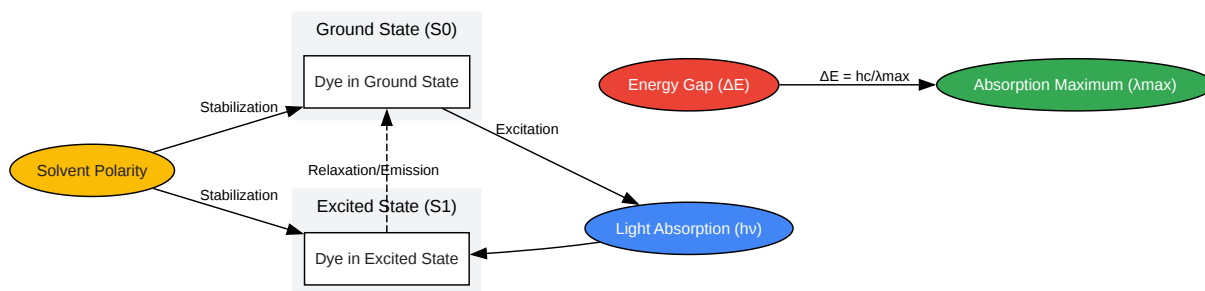 Ground State (S0)
Dye in Ground State
Energy Gap (ΔE)
ΔE = hc/λmax
Absorption Maximum (λmax)
Stabilization
Excitation
Solvent Polarity
Relaxation/Emission
Stabilization
Excited State (S1)
Light Absorption (hν)
Dye in Excited State